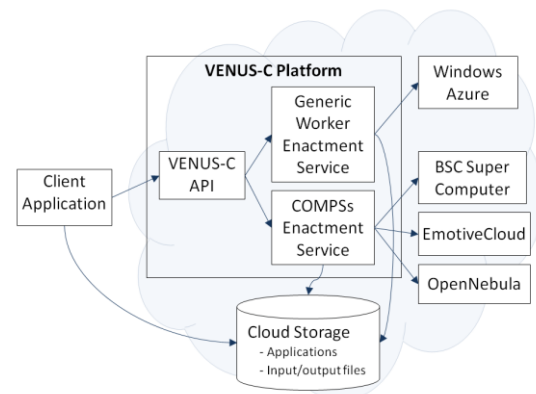 VENUS-C Platform
Client
Application
VENUS-C
API
Generic
Worker
Enactment
Service
COMPSs
Enactment
Service
Windows
Azure
BSC Super
Computer
EmotiveCloud
OpenNebula
Cloud Storage
- Applications
- Input/output files